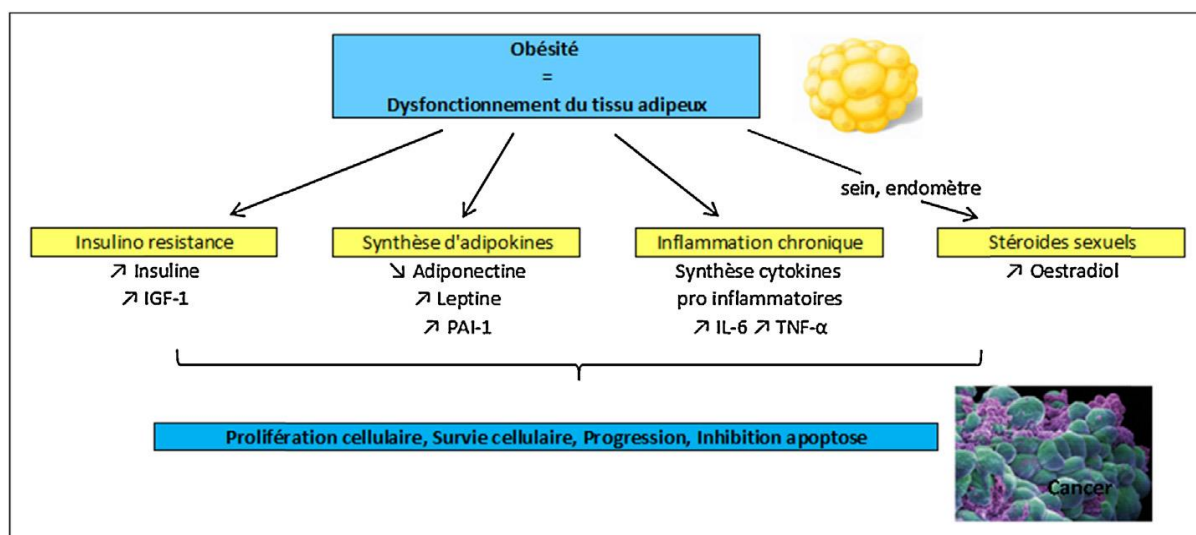 Obésité
=
Dysfonctionnement du tissu adipeux
sein, endomètre
Insulino resistance
↗ Insuline
↗ IGF-1
Synthèse d'adipokines
↘ Adiponectine
↗ Leptine
↗ PAI-1
Inflammation chronique
Synthèse cytokines
pro inflammatoires
↗ IL-6 ↗ TNF-α
Stéroides sexuels
↗ Oestradiol
Prolifération cellulaire, Survie cellulaire, Progression, Inhibition apoptose
Cancer